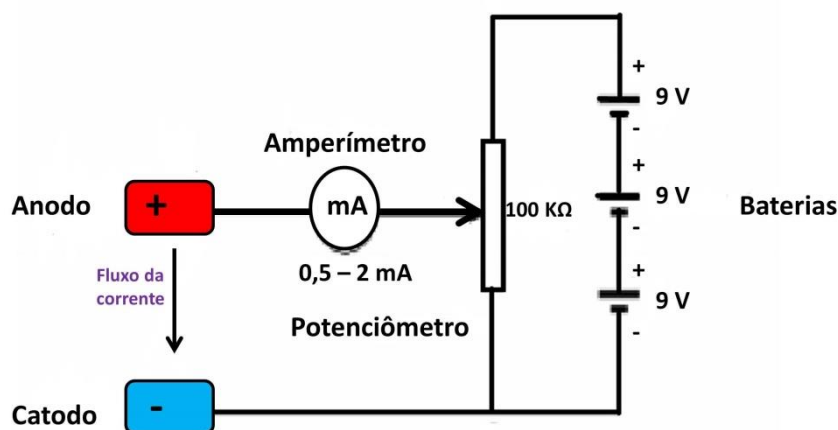 +
9 V
-
Amperímetro
+
Anodo
+
mA
100 KΩ
9 V
Baterias
-
Fluxo da
corrente
0,5 – 2 mA
+
9 V
Potenciômetro
-
Catodo
-